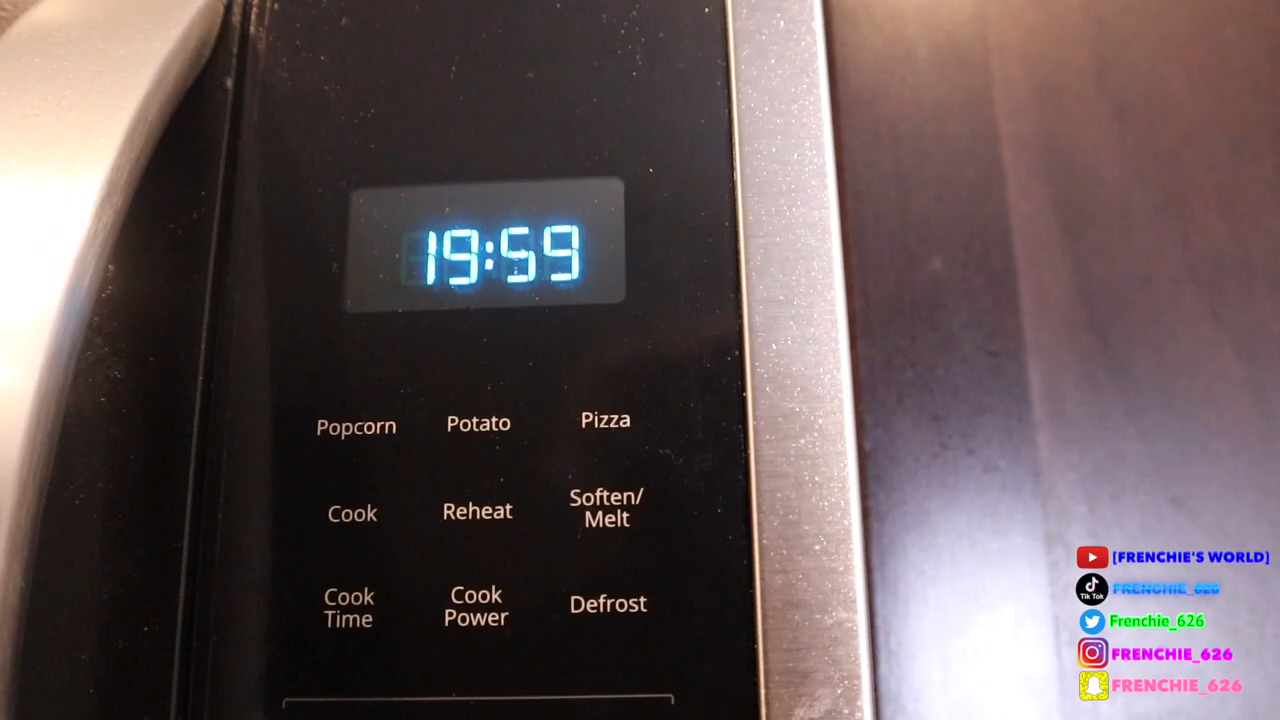 19:59
Popcorn Potato Pizza
Cook Reheat Soften/
Melt
Cook
Time Cook
Power Defrost
[FRENCHIE'S WORLD]
Tik Tok FRENCHIE_626
Frenchie_626
FRENCHIE_626
FRENCHIE_626